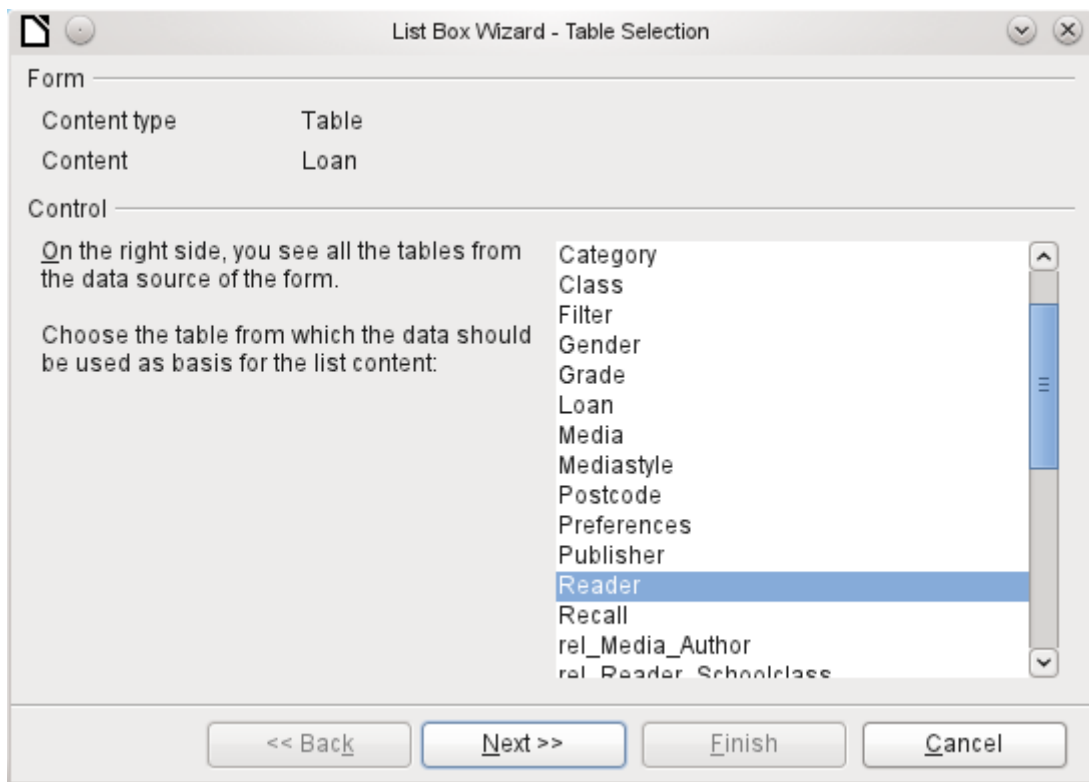 List Box Wizard - Table Selection
Form
Content type Table
Content Loan
Control
On the right side, you see all the tables from
the data source of the form.
Choose the table from which the data should
be used as basis for the list content:
Category
Class
Filter
Gender
Grade
Loan
Media
Mediastyle
Postcode
Preferences
Publisher
Reader
Recall
rel_Media_Author
rel_Reader_Schoolclass
<< Back Next >> Finish Cancel